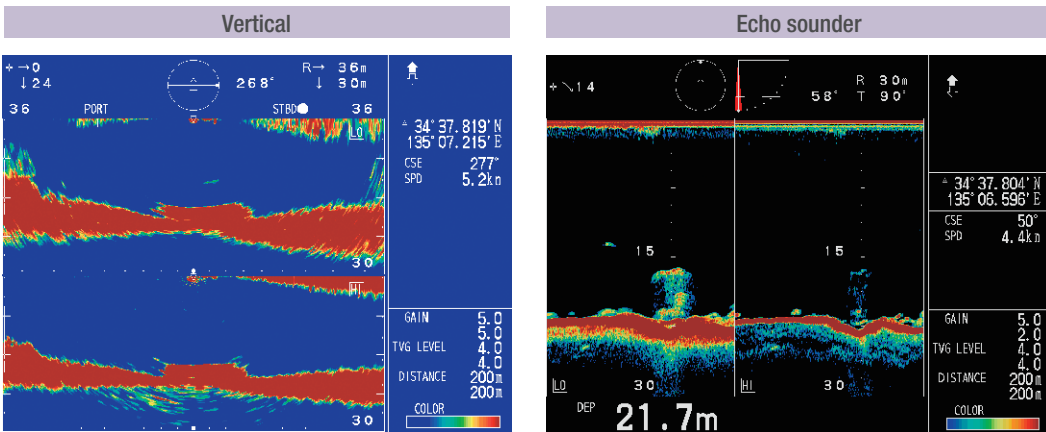 Vertical
→0
↓24
268°
R→ 36m
↓ 30m
36 PORT STBD 36
LO
34°37.819'N
135°07.215'E
CSE 277°
SPD 5.2kn
30
HI
GAIN 5.0
5.0
TVG LEVEL 4.0
4.0
DISTANCE 200m
200m
COLOR
30
Echo sounder
↘14
58°
R 30m
T 90°
34°37.804'N
135°06.596'E
CSE 50°
SPD 4.4kn
15 15
GAIN 5.0
2.0
TVG LEVEL 4.0
4.0
DISTANCE 200m
200m
COLOR
LO 30 HI 30
DEP 21.7m